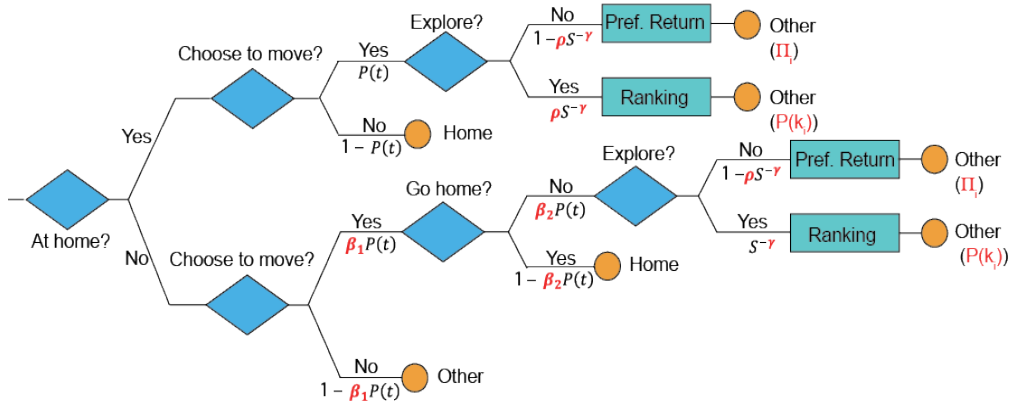 At home?
Yes
No
Choose to move?
Yes
P(t)
No
1− P(t)
Home
Explore?
No
1−ρS⁻ᵞ
Pref. Return
Other
(Πᵢ)
Yes
ρS⁻ᵞ
Ranking
Other
(P(kᵢ))
Choose to move?
Yes
β₁P(t)
No
1− β₁P(t)
Other
Go home?
No
β₂P(t)
Yes
1− β₂P(t)
Home
Explore?
No
1−ρS⁻ᵞ
Pref. Return
Other
(Πᵢ)
Yes
S⁻ᵞ
Ranking
Other
(P(kᵢ))